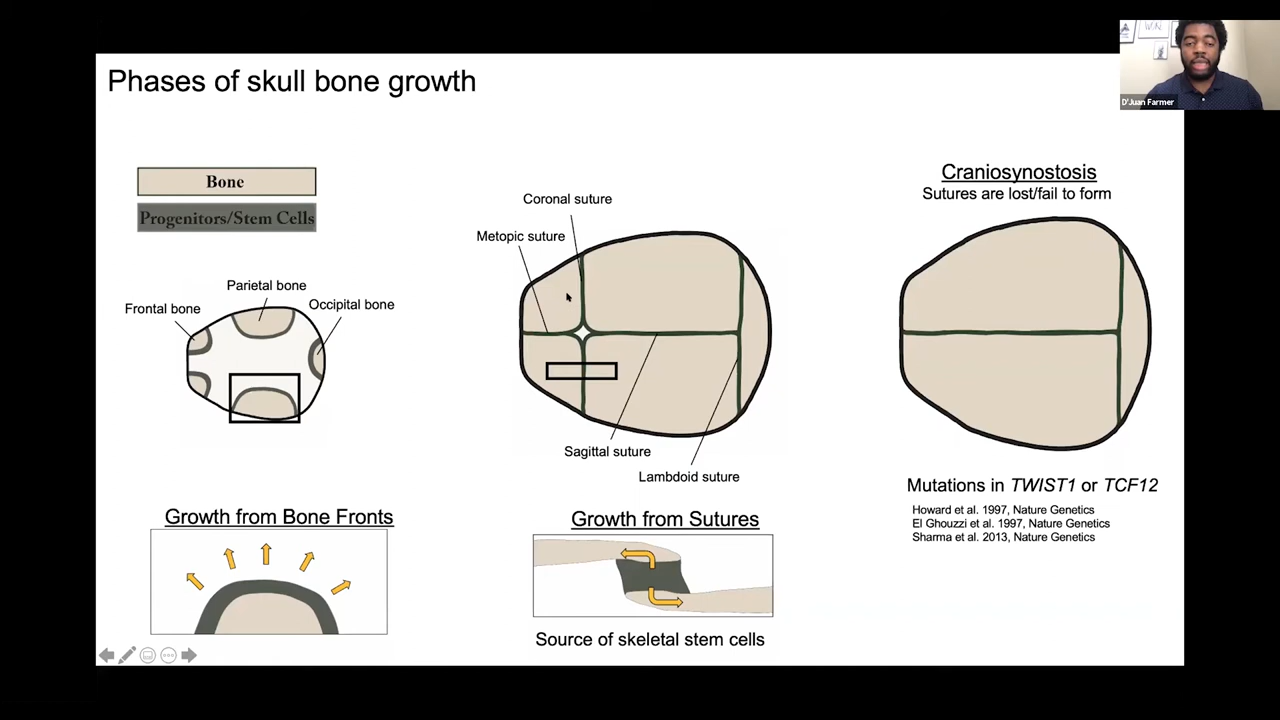 Phases of skull bone growth
D'Juan Farmer
Bone
Progenitors/Stem Cells
Parietal bone
Frontal bone
Occipital bone
Growth from Bone Fronts
Coronal suture
Metopic suture
Sagittal suture
Lambdoid suture
Growth from Sutures
Source of skeletal stem cells
Craniosynostosis
Sutures are lost/fail to form
Mutations in TWIST1 or TCF12
Howard et al. 1997, Nature Genetics
El Ghouzzi et al. 1997, Nature Genetics
Sharma et al. 2013, Nature Genetics